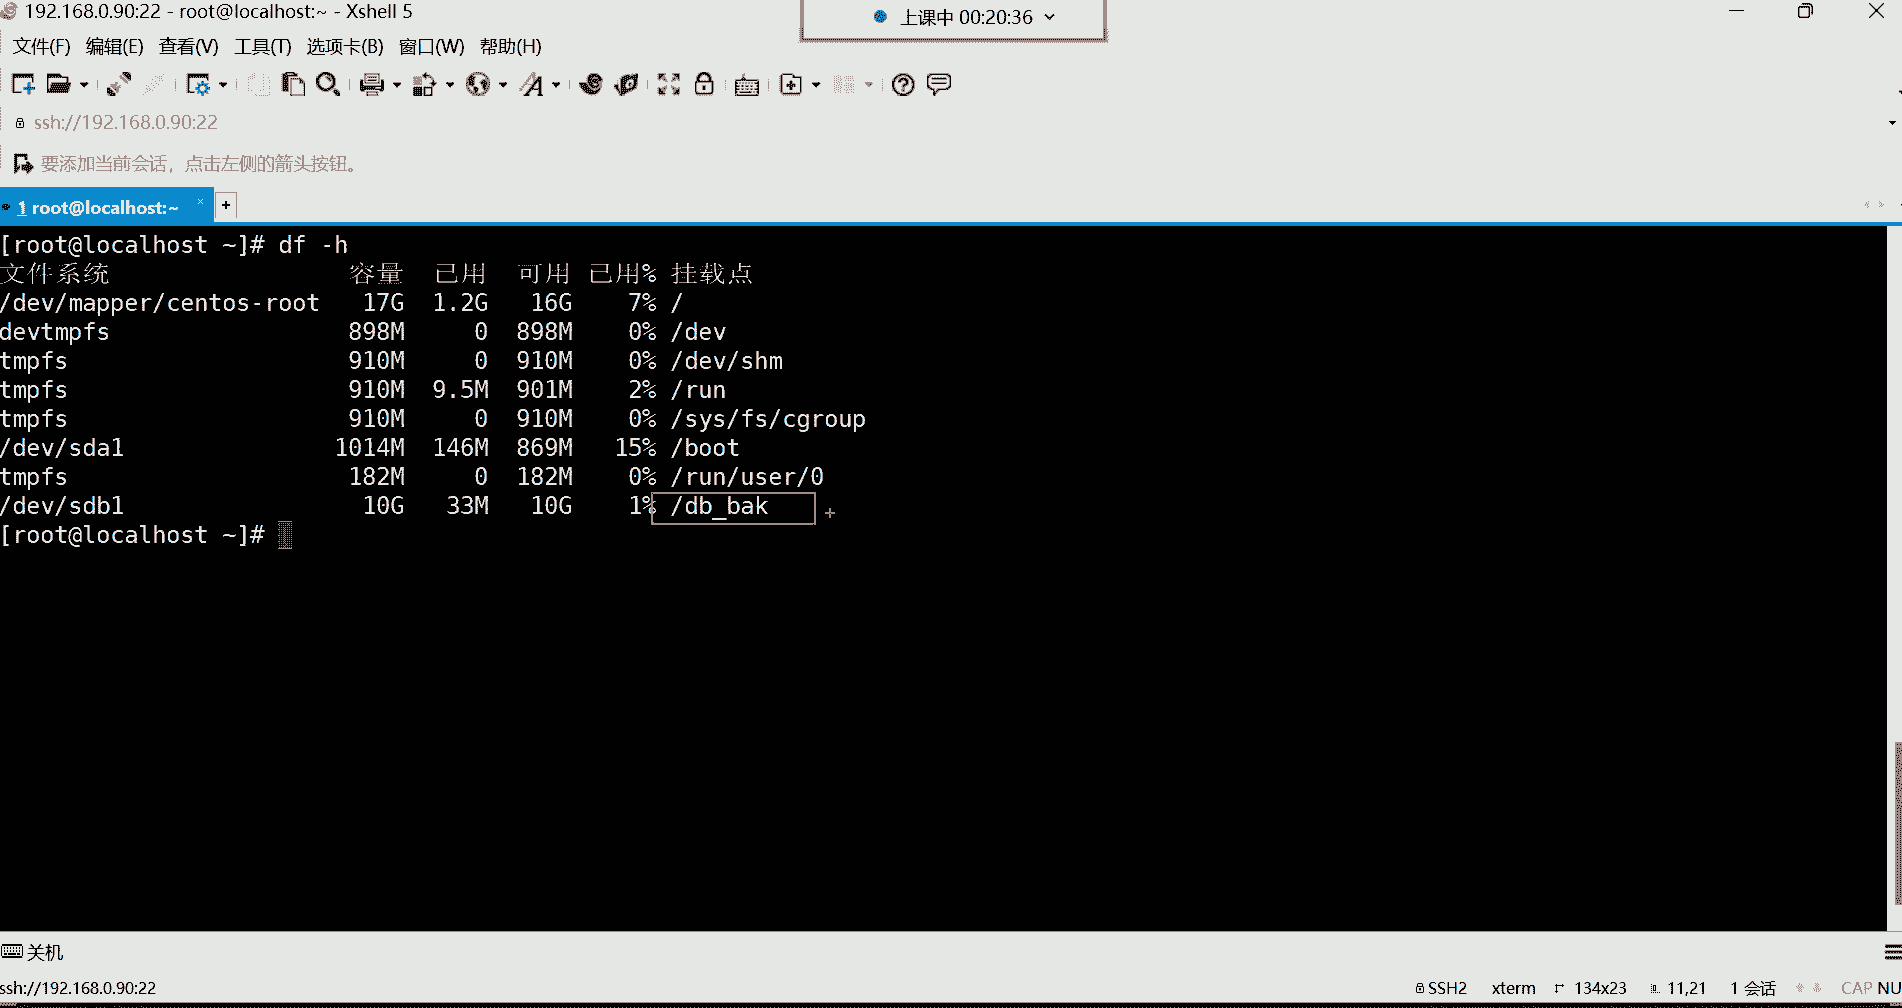 192.168.0.90:22 - root@localhost:~ - Xshell 5
上课中 00:20:36
文件(F) 编辑(E) 查看(V) 工具(T) 选项卡(B) 窗口(W) 帮助(H)
ssh://192.168.0.90:22
要添加当前会话，点击左侧的箭头按钮。
1 root@localhost:~ × +
[root@localhost ~]# df -h
文件系统 容量 已用 可用 已用% 挂载点
/dev/mapper/centos-root 17G 1.2G 16G 7% /
devtmpfs 898M 0 898M 0% /dev
tmpfs 910M 0 910M 0% /dev/shm
tmpfs 910M 9.5M 901M 2% /run
tmpfs 910M 0 910M 0% /sys/fs/cgroup
/dev/sda1 1014M 146M 869M 15% /boot
tmpfs 182M 0 182M 0% /run/user/0
/dev/sdb1 10G 33M 10G 1% /db_bak
[root@localhost ~]#
关机
ssh://192.168.0.90:22 SSH2 xterm 134x23 11,21 1 会话 CAP NU